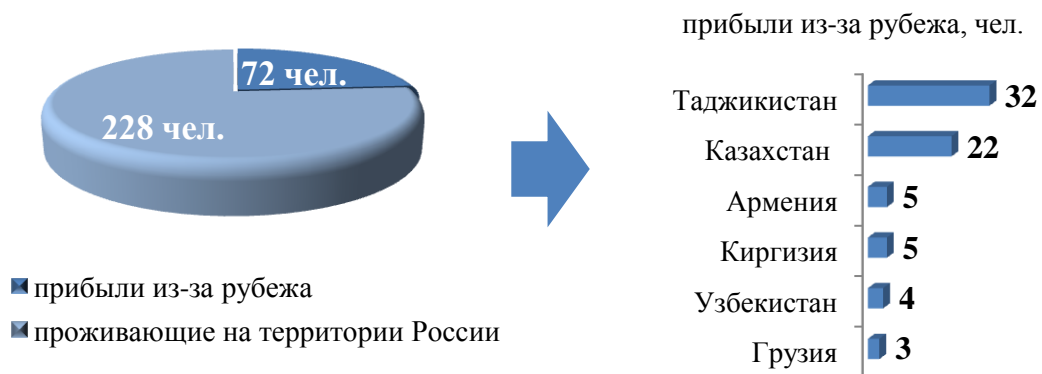 72 чел.
228 чел.
прибыли из-за рубежа
проживающие на территории России
прибыли из-за рубежа, чел.
Таджикистан 32
Казахстан 22
Армения 5
Киргизия 5
Узбекистан 4
Грузия 3